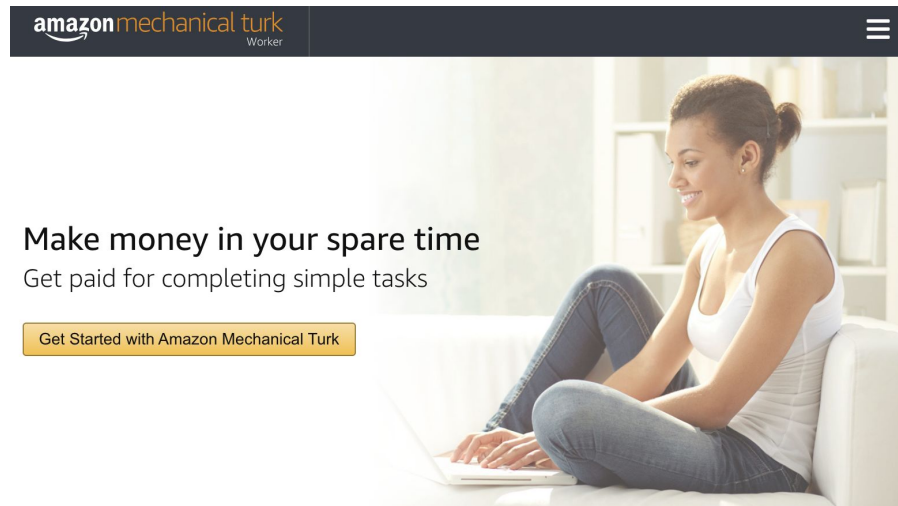 amazon mechanical turk
Worker
Make money in your spare time
Get paid for completing simple tasks
Get Started with Amazon Mechanical Turk